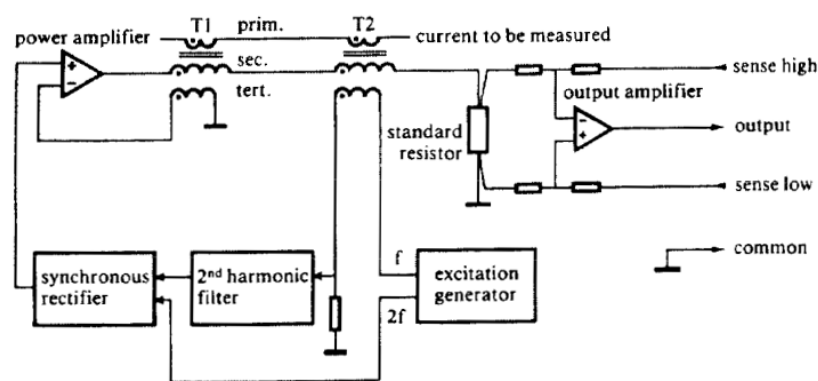 T1
prim.
T2
power amplifier
current to be measured
+
−
sec.
tert.
sense high
output amplifier
−
+
standard
resistor
output
sense low
common
synchronous
rectifier
2nd harmonic
filter
f
2f
excitation
generator